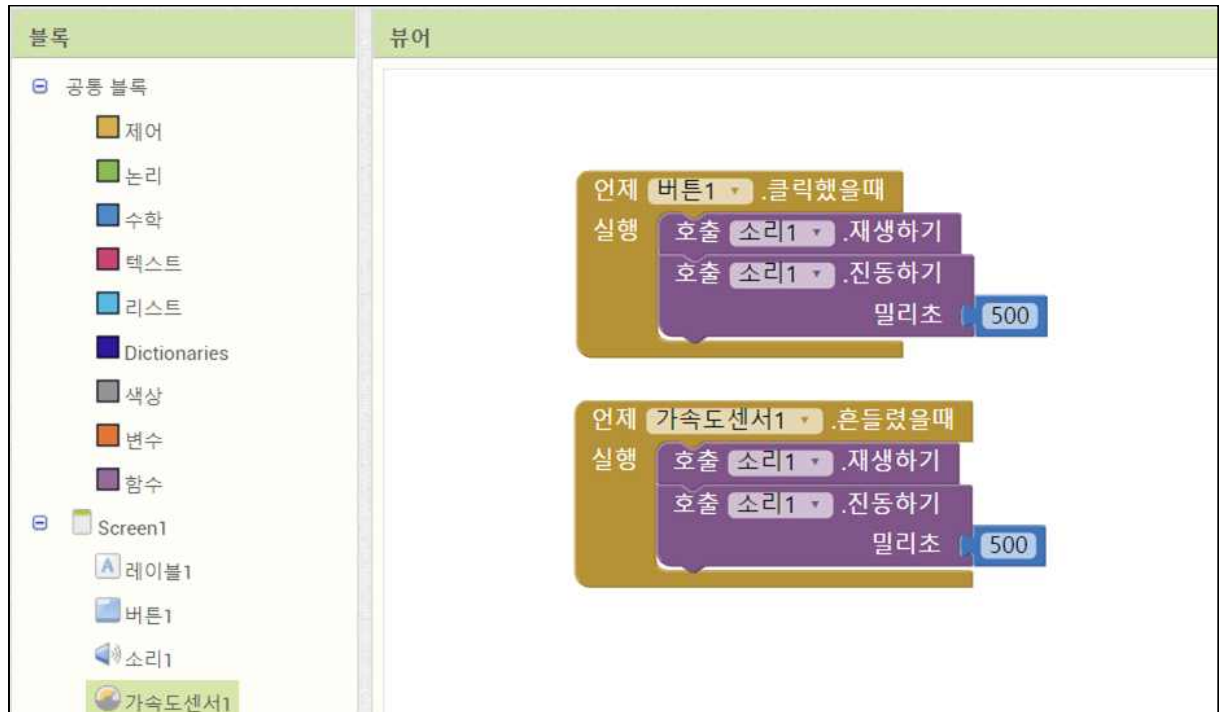 블록
공통 블록
제어
논리
수학
텍스트
리스트
Dictionaries
색상
변수
함수
Screen1
레이블1
버튼1
소리1
가속도센서1
뷰어
언제 버튼1 .클릭했을때
실행 호출 소리1 .재생하기
호출 소리1 .진동하기
밀리초 500
언제 가속도센서1 .흔들렸을때
실행 호출 소리1 .재생하기
호출 소리1 .진동하기
밀리초 500